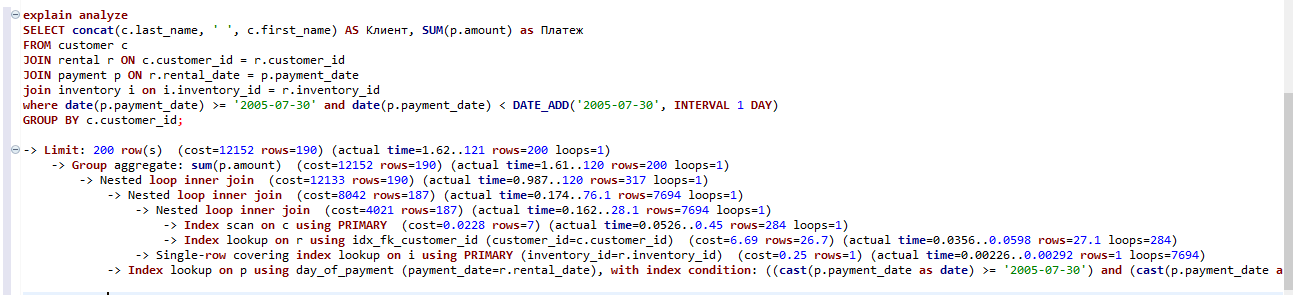 explain analyze
SELECT concat(c.last_name, ' ', c.first_name) AS Клиент, SUM(p.amount) as Платеж
FROM customer c
JOIN rental r ON c.customer_id = r.customer_id
JOIN payment p ON r.rental_date = p.payment_date
join inventory i on i.inventory_id = r.inventory_id
where date(p.payment_date) >= '2005-07-30' and date(p.payment_date) < DATE_ADD('2005-07-30', INTERVAL 1 DAY)
GROUP BY c.customer_id;
-> Limit: 200 row(s)  (cost=12152 rows=190) (actual time=1.62..121 rows=200 loops=1)
    -> Group aggregate: sum(p.amount)  (cost=12152 rows=190) (actual time=1.61..120 rows=200 loops=1)
        -> Nested loop inner join  (cost=12133 rows=190) (actual time=0.987..120 rows=317 loops=1)
            -> Nested loop inner join  (cost=8042 rows=187) (actual time=0.174..76.1 rows=7694 loops=1)
                -> Nested loop inner join  (cost=4021 rows=187) (actual time=0.162..28.1 rows=7694 loops=1)
                    -> Index scan on c using PRIMARY  (cost=0.0228 rows=7) (actual time=0.0526..0.45 rows=284 loops=1)
                    -> Index lookup on r using idx_fk_customer_id (customer_id=c.customer_id)  (cost=6.69 rows=26.7) (actual time=0.0356..0.0598 rows=27.1 loops=284)
                -> Single-row covering index lookup on i using PRIMARY (inventory_id=r.inventory_id)  (cost=0.25 rows=1) (actual time=0.00226..0.00292 rows=1 loops=7694)
            -> Index lookup on p using day_of_payment (payment_date=r.rental_date), with index condition: ((cast(p.payment_date as date) >= '2005-07-30') and (cast(p.payment_date a